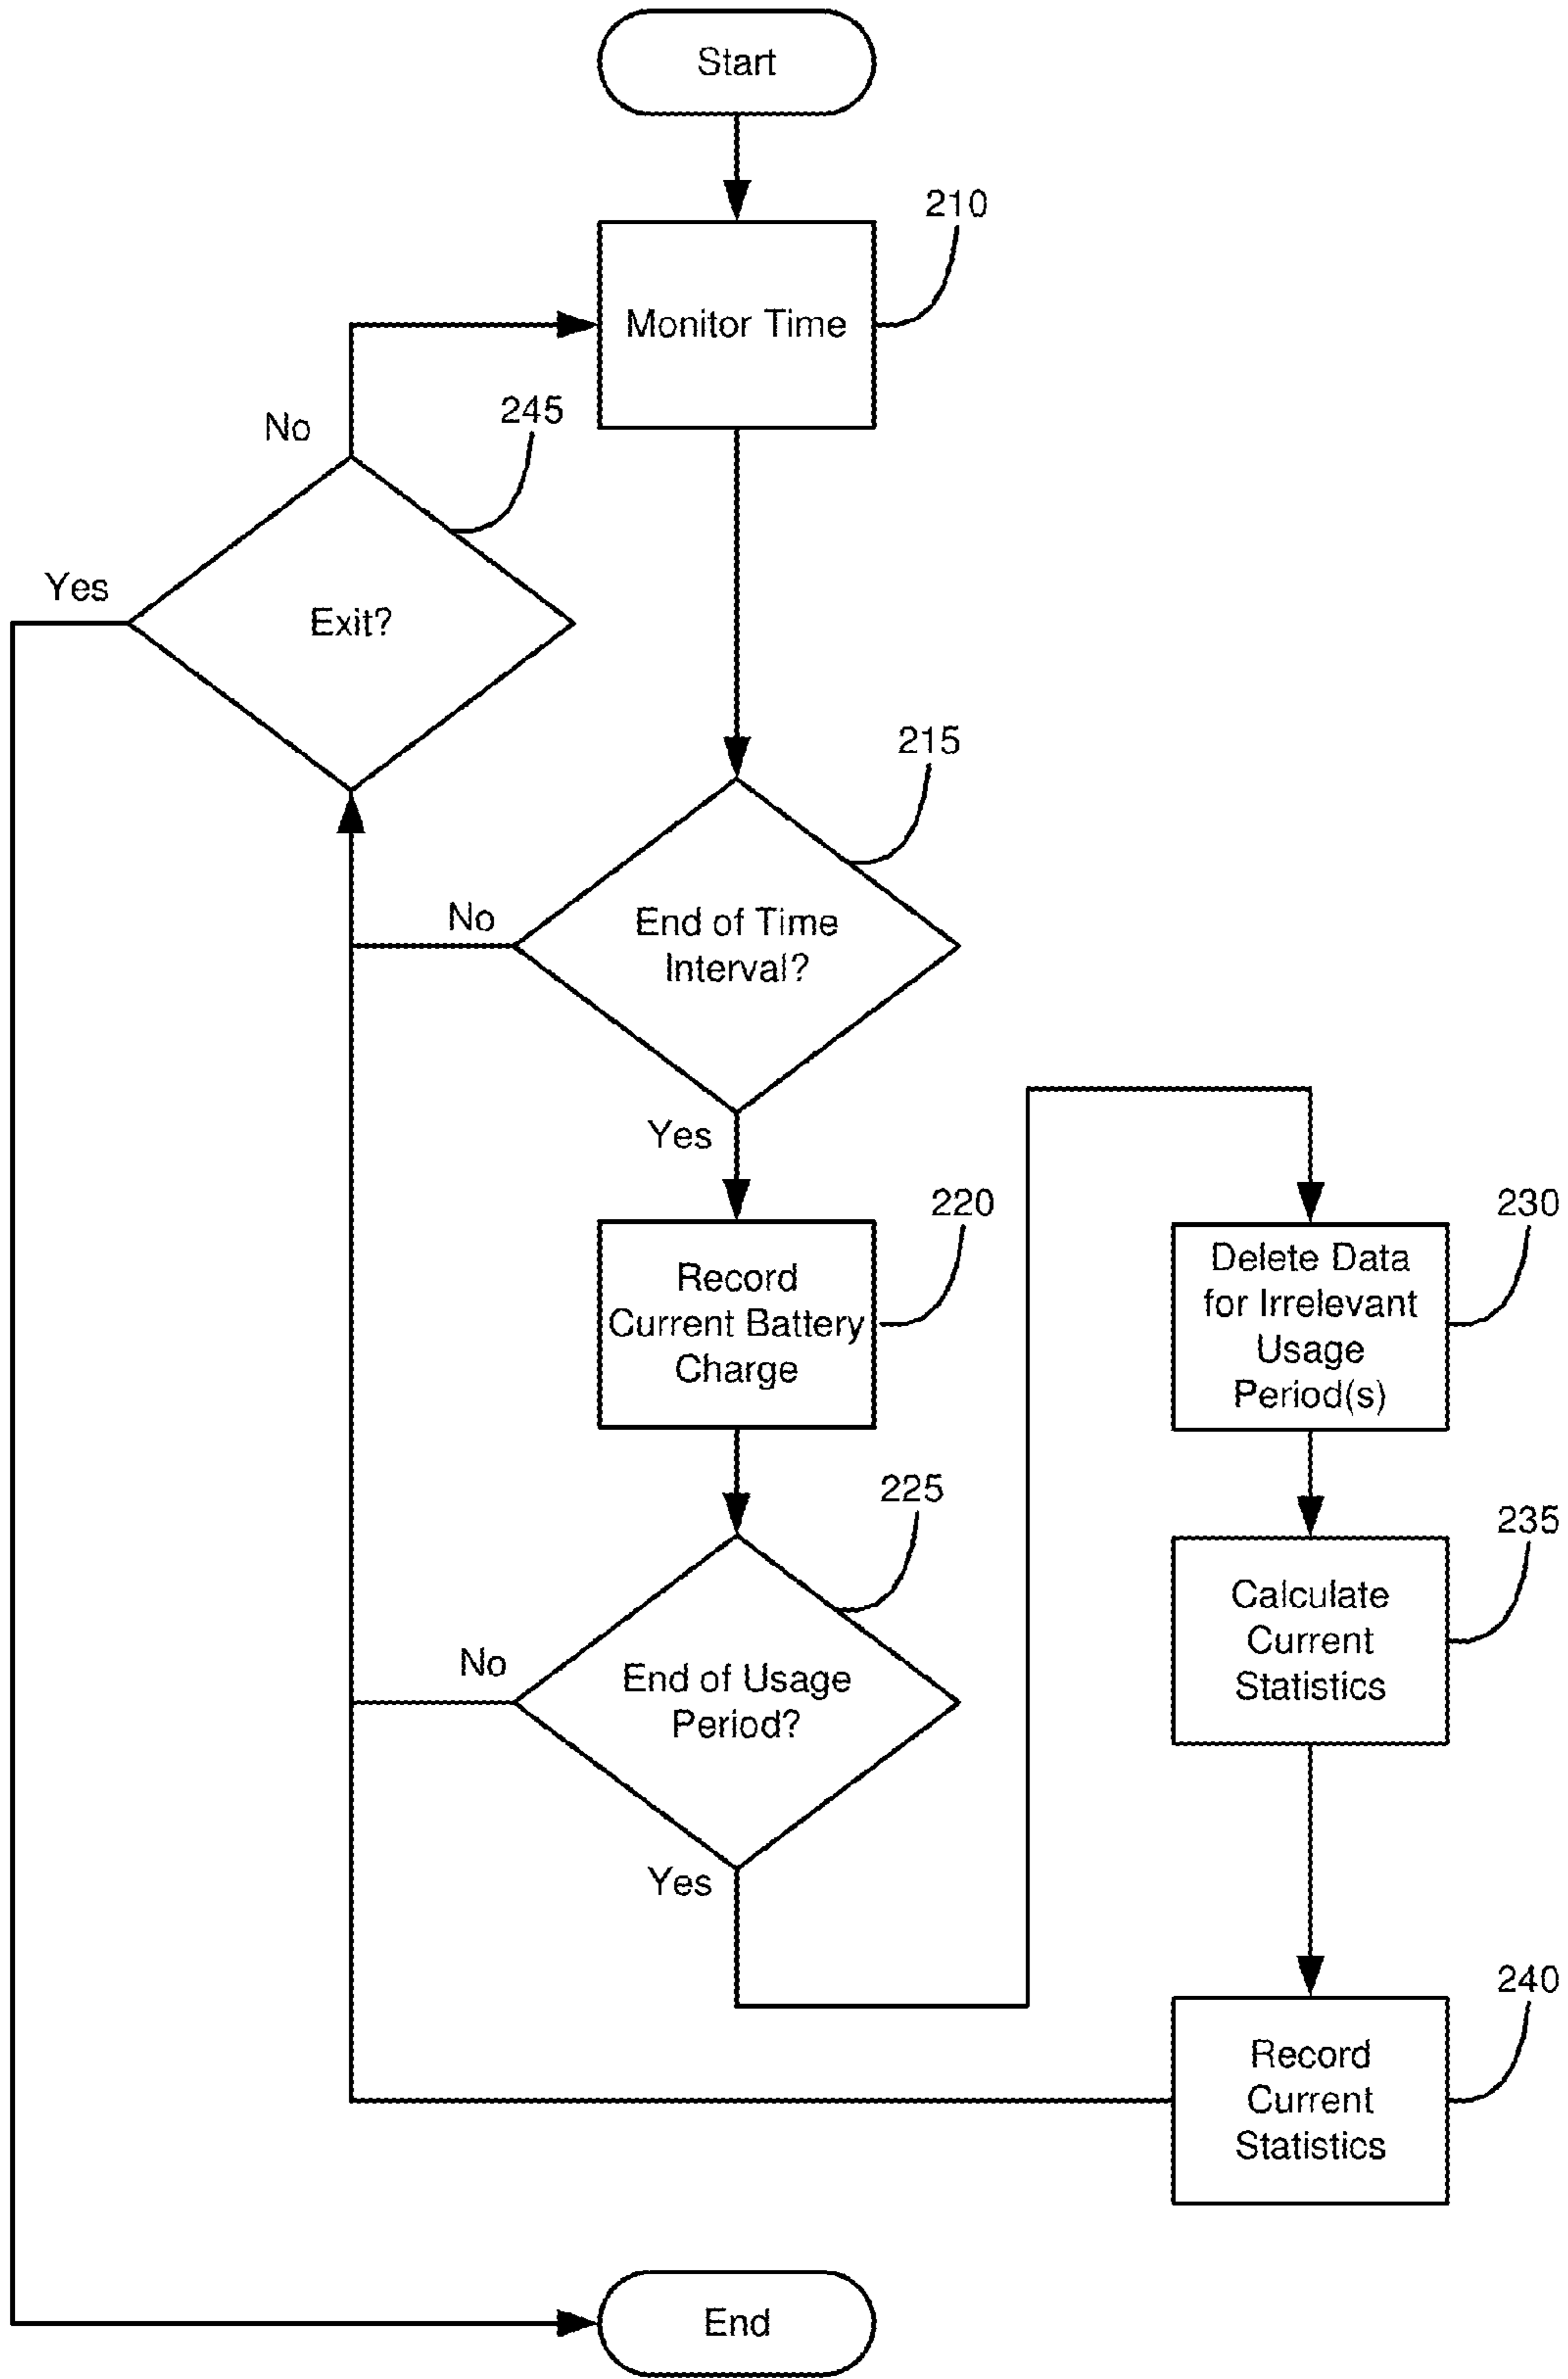 Start
210
Monitor Time
No
245
Yes
Exit?
215
No
End of Time
Interval?
Yes
220
Record
Current Battery
Charge
230
Delete Data
for Irrelevant
Usage
Period(s)
225
No
End of Usage
Period?
Yes
235
Calculate
Current
Statistics
240
Record
Current
Statistics
End